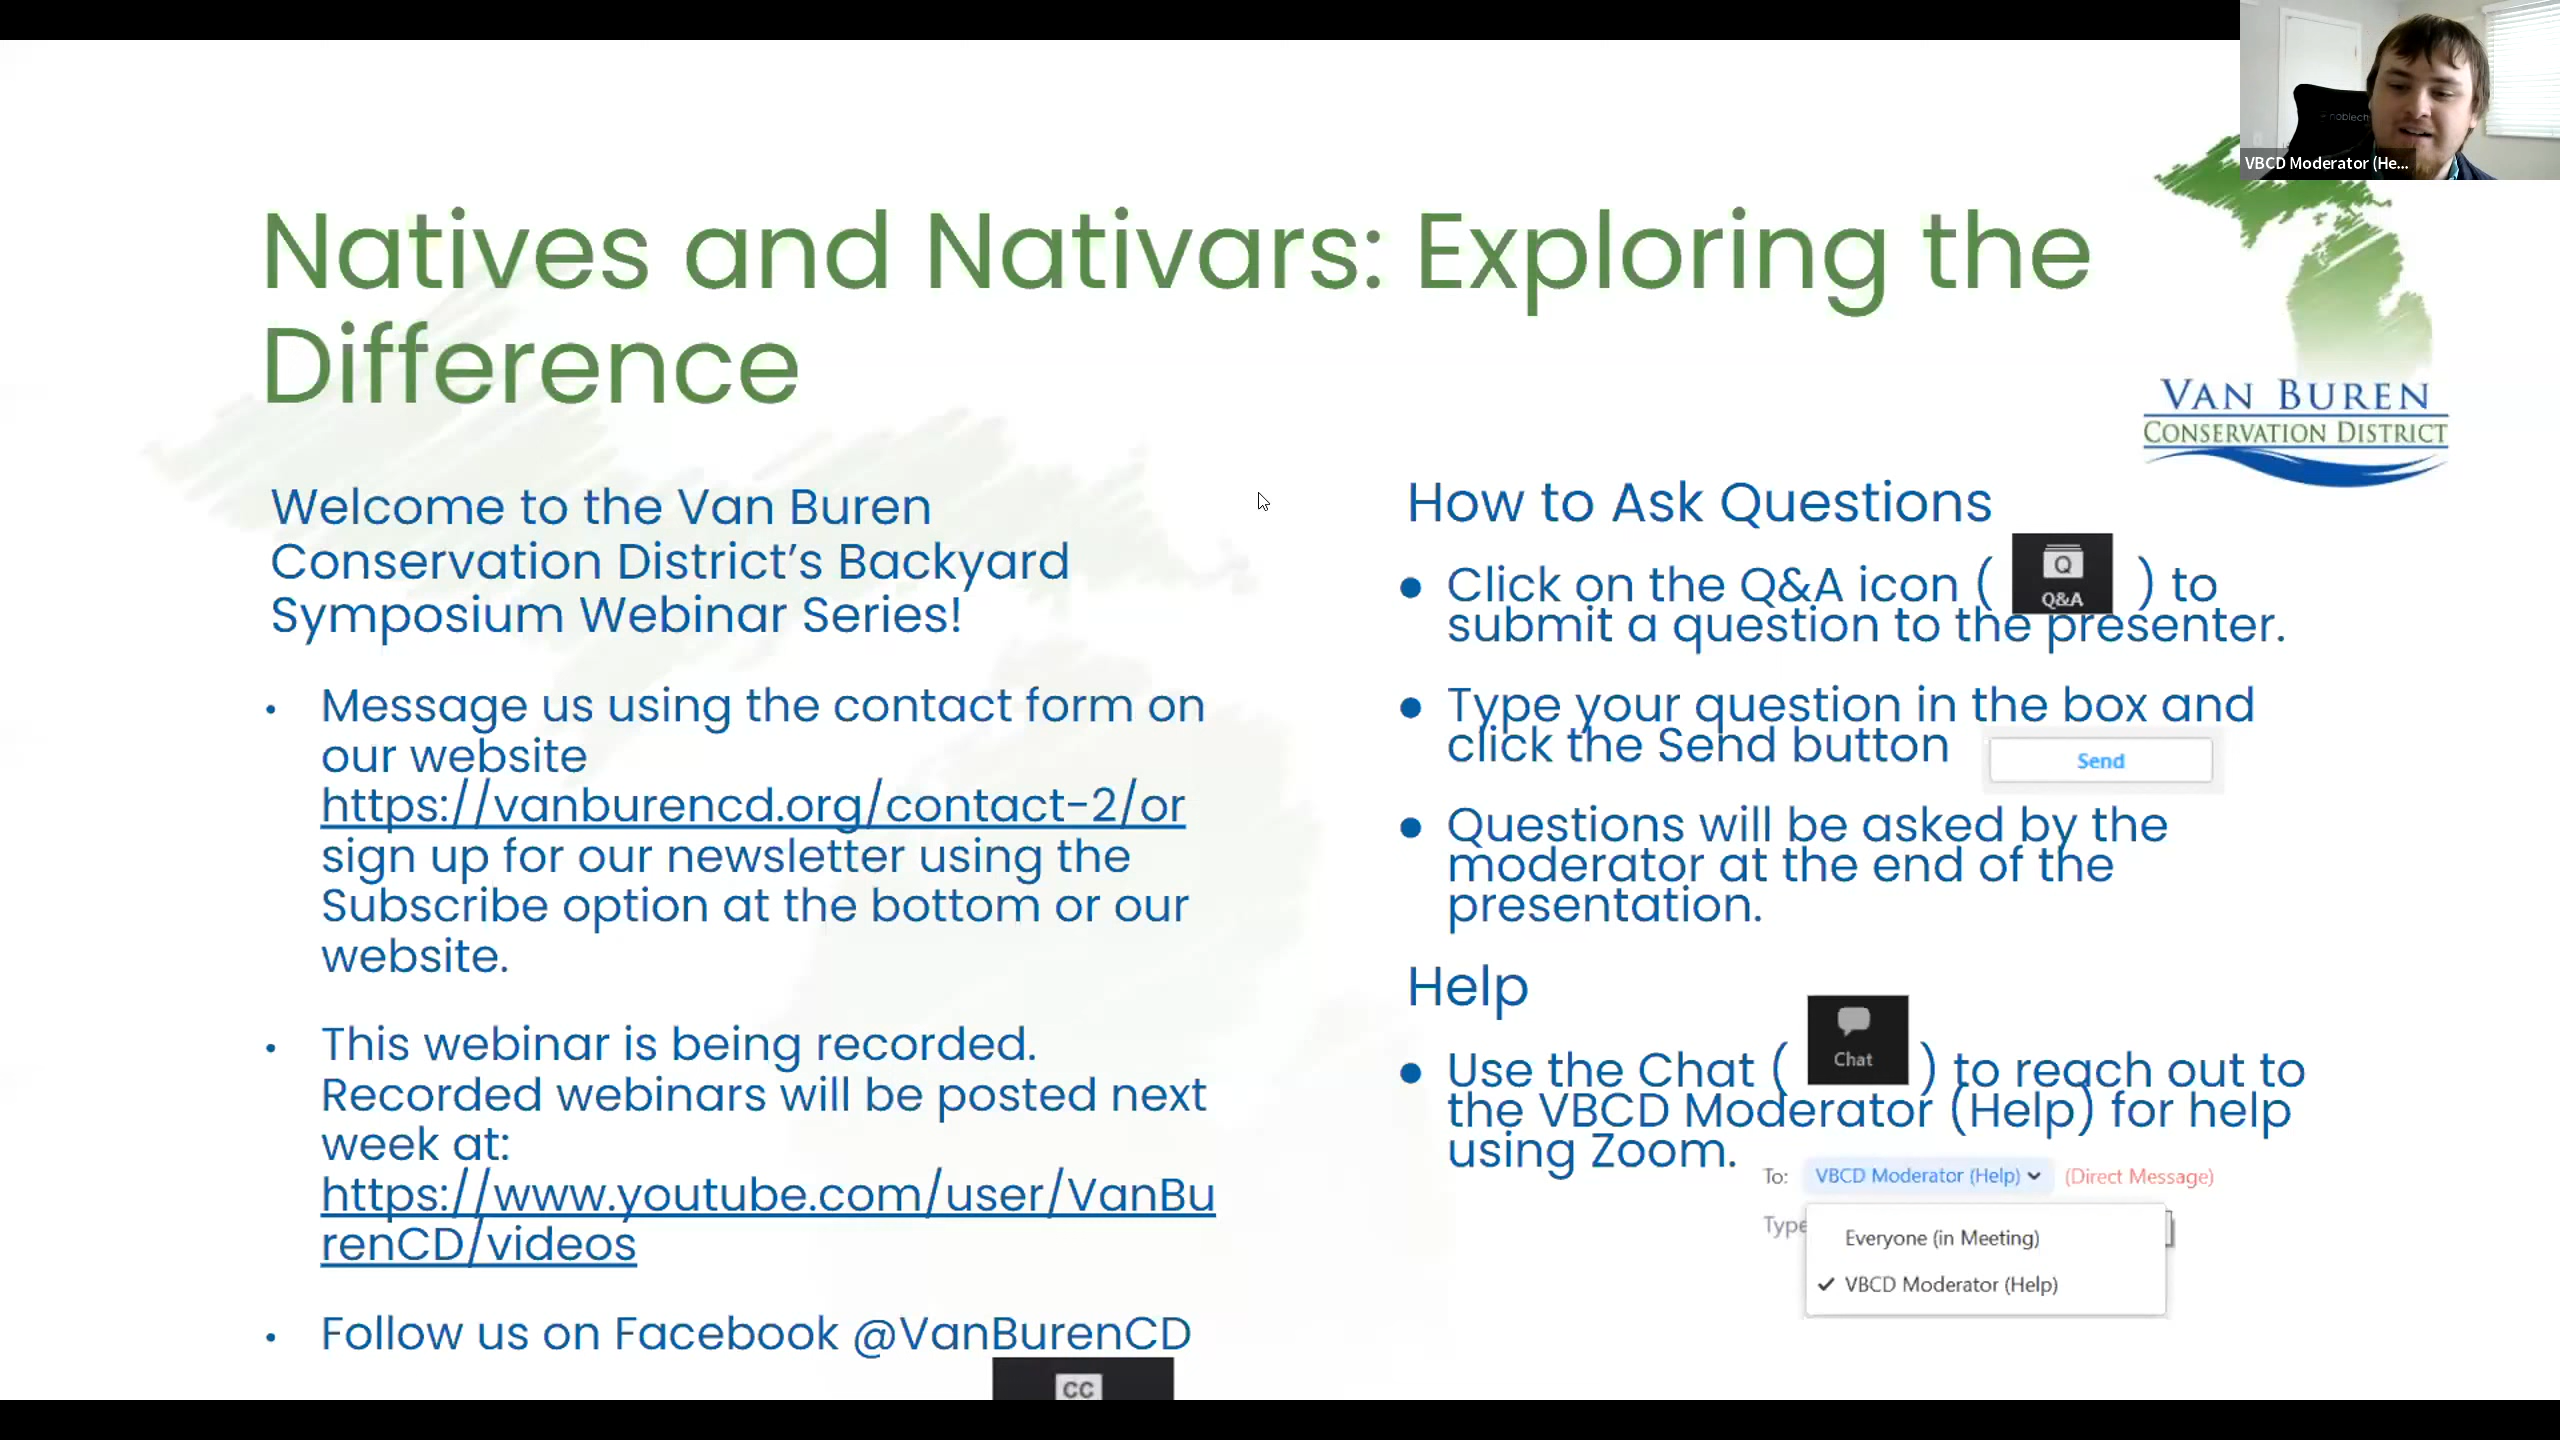 noblech
VBCD Moderator (He...
Natives and Nativars: Exploring the
Difference
VAN BUREN
CONSERVATION DISTRICT
Welcome to the Van Buren
Conservation District’s Backyard
Symposium Webinar Series!
• Message us using the contact form on
our website
https://vanburencd.org/contact-2/or
sign up for our newsletter using the
Subscribe option at the bottom or our
website.
• This webinar is being recorded.
Recorded webinars will be posted next
week at:
https://www.youtube.com/user/VanBu
renCD/videos
• Follow us on Facebook @VanBurenCD
CC
How to Ask Questions
● Click on the Q&A icon ( Q Q&A ) to
submit a question to the presenter.
● Type your question in the box and
click the Send button Send
● Questions will be asked by the
moderator at the end of the
presentation.
Help
● Use the Chat ( Chat ) to reach out to
the VBCD Moderator (Help) for help
using Zoom.
To: VBCD Moderator (Help) (Direct Message)
Type
Everyone (in Meeting)
✓ VBCD Moderator (Help)